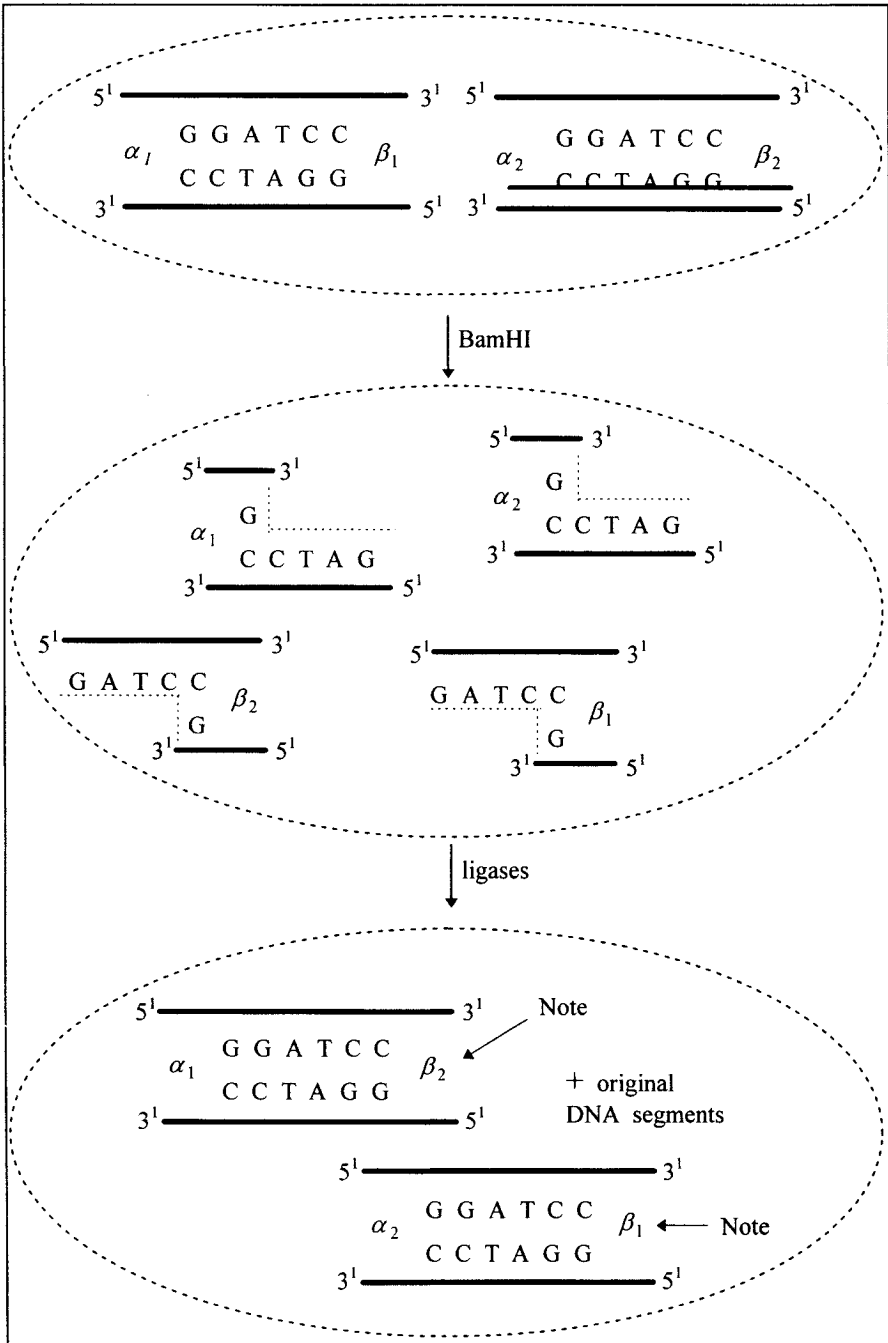 5¹ 3¹ 5¹ 3¹
α₁ G G A T C C β₁ α₂ G G A T C C β₂
C C T A G G C C T A G G
3¹ 5¹ 3¹ 5¹
BamHI
5¹ 3¹
5¹ 3¹
α₂ G
C C T A G
3¹ 5¹
α₁ G
C C T A G
3¹ 5¹
5¹ 3¹ 5¹ 3¹
G A T C C β₂ G A T C C β₁
G G
3¹ 5¹ 3¹ 5¹
ligases
5¹ 3¹ Note
α₁ G G A T C C β₂
C C T A G G
3¹ 5¹
+ original
DNA segments
5¹ 3¹
α₂ G G A T C C β₁ Note
C C T A G G
3¹ 5¹